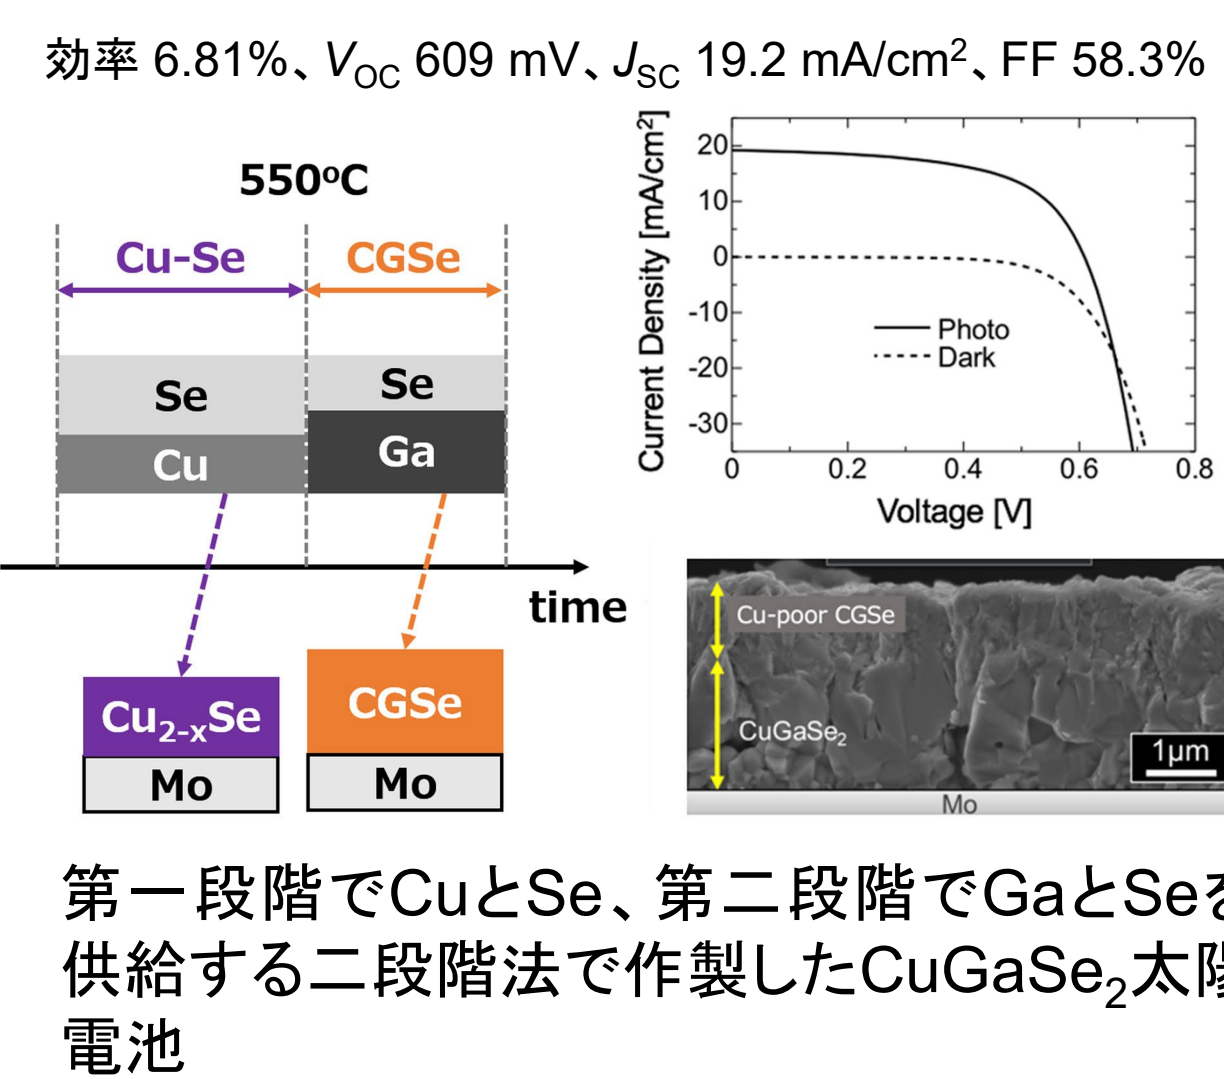 効率 6.81%、VOC 609 mV、JSC 19.2 mA/cm²、FF 58.3%
550ºC
Cu-Se
CGSe
Se
Se
Cu
Ga
time
Cu2-xSe
CGSe
Mo
Mo
Current Density [mA/cm²]
20
10
0
-10
-20
-30
Photo
Dark
0
0.2
0.4
0.6
0.8
Voltage [V]
Cu-poor CGSe
CuGaSe2
1μm
Mo
第一段階でCuとSe、第二段階でGaとSeを
供給する二段階法で作製したCuGaSe2太陽
電池